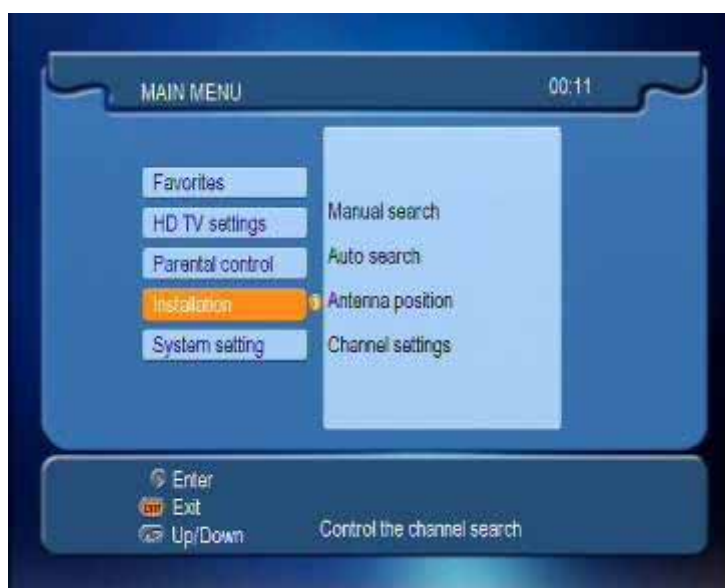 MAIN MENU
00:11
Favorites
HD TV settings
Parental control
Installation
System setting
Manual search
Auto search
Antenna position
Channel settings
Enter
EXIT Exit
Up/Down
Control the channel search